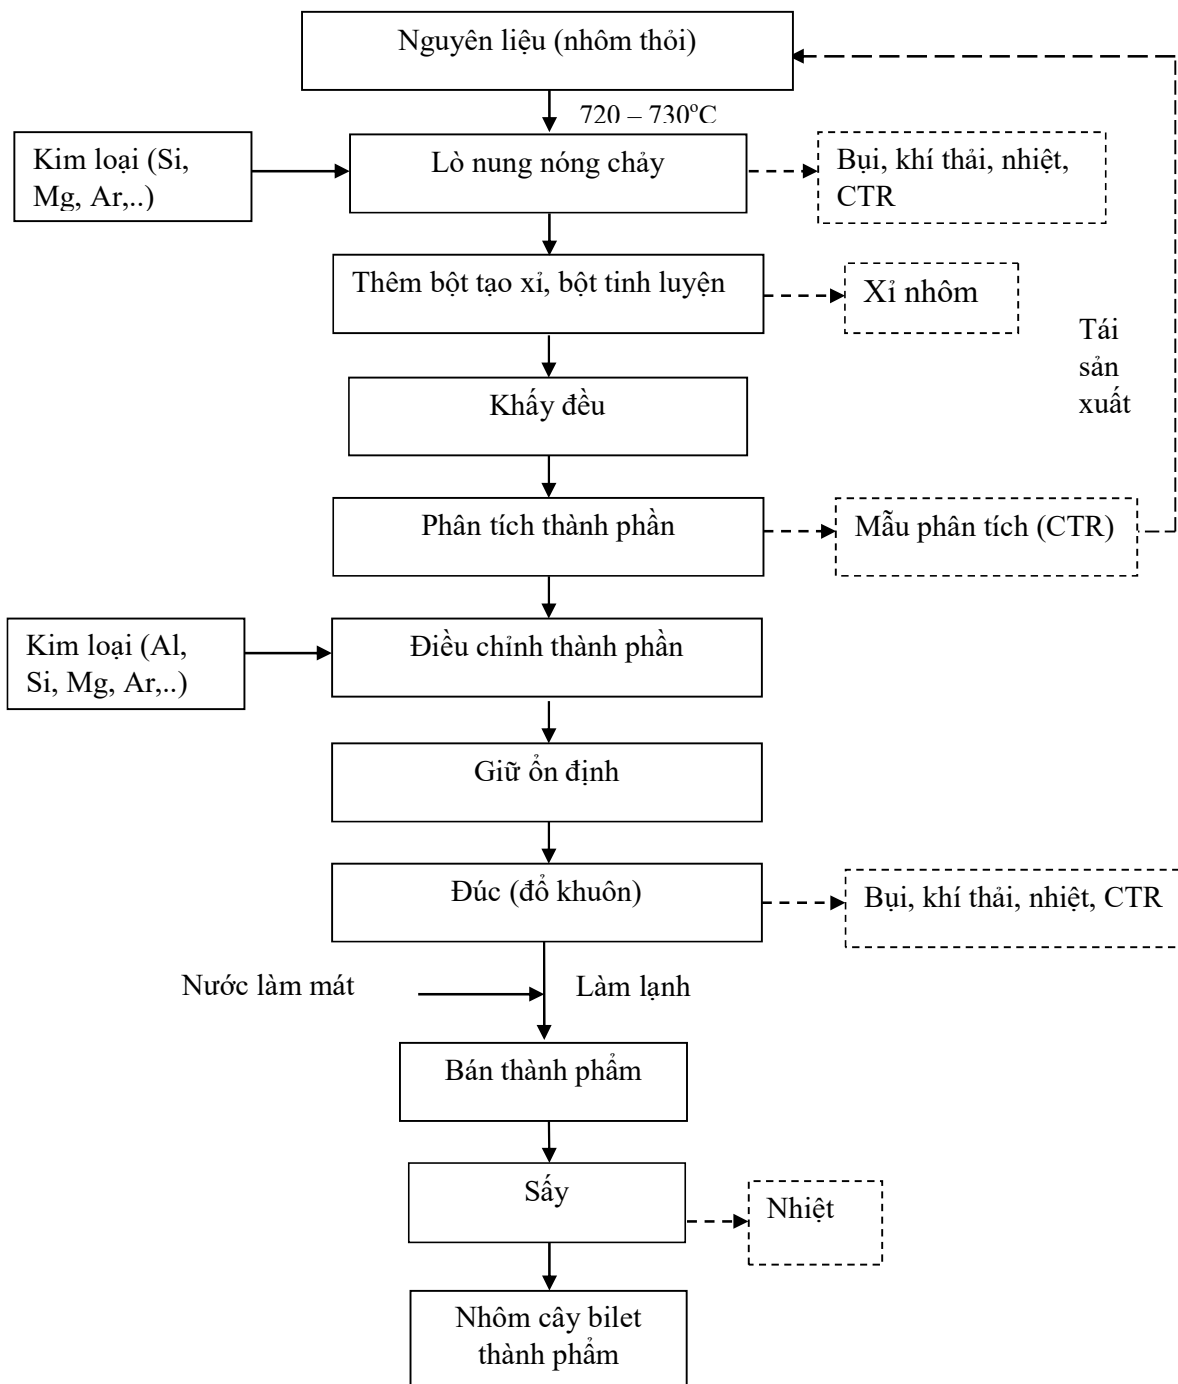 Nguyên liệu (nhôm thỏi)
720 – 730°C
Kim loại (Si,
Mg, Ar,..)
Lò nung nóng chảy
Bụi, khí thải, nhiệt,
CTR
Thêm bột tạo xỉ, bột tinh luyện
Xỉ nhôm
Tái
sản
xuất
Khấy đều
Phân tích thành phần
Mẫu phân tích (CTR)
Kim loại (Al,
Si, Mg, Ar,..)
Điều chỉnh thành phần
Giữ ổn định
Đúc (đổ khuôn)
Bụi, khí thải, nhiệt, CTR
Nước làm mát
Làm lạnh
Bán thành phẩm
Sấy
Nhiệt
Nhôm cây bilet
thành phẩm